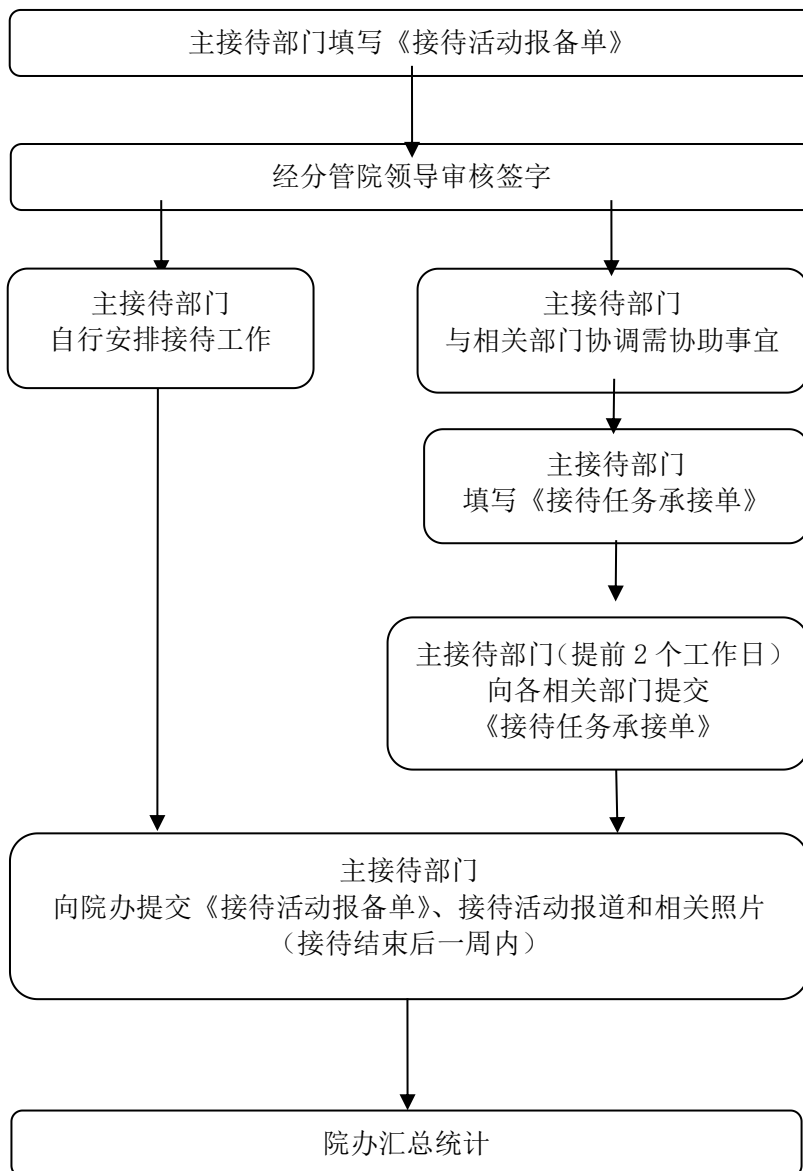 主接待部门填写《接待活动报备单》
经分管院领导审核签字
主接待部门
自行安排接待工作
主接待部门
与相关部门协调需协助事宜
主接待部门
填写《接待任务承接单》
主接待部门（提前 2 个工作日）
向各相关部门提交
《接待任务承接单》
主接待部门
向院办提交《接待活动报备单》、接待活动报道和相关照片
（接待结束后一周内）
院办汇总统计